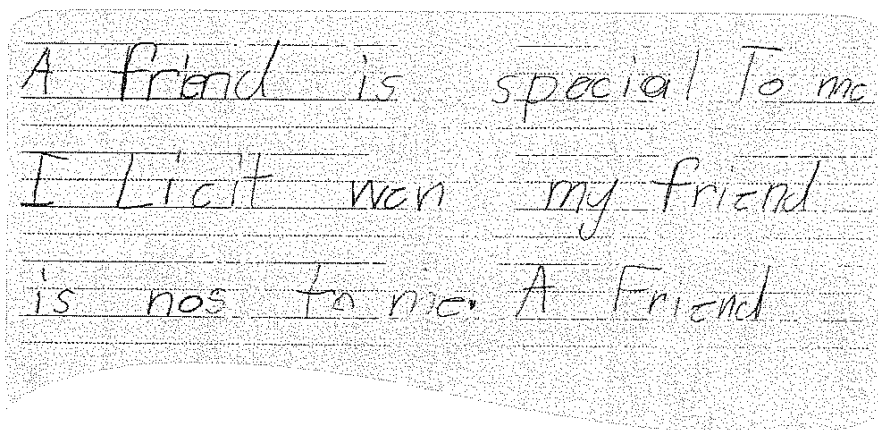 A friend is special To me
I Licit wen my friend
is nos to me. A Friend